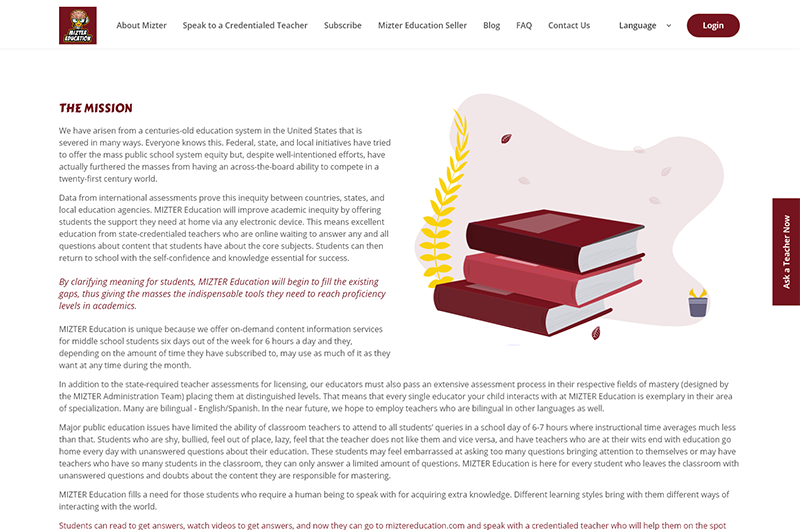 MIZTER
EDUCATION
About Mizter
Speak to a Credentialed Teacher
Subscribe
Mizter Education Seller
Blog
FAQ
Contact Us
Language
Login
THE MISSION
We have arisen from a centuries-old education system in the United States that is
severed in many ways. Everyone knows this. Federal, state, and local initiatives have tried
to offer the mass public school system equity but, despite well-intentioned efforts, have
actually furthered the masses from having an across-the-board ability to compete in a
twenty-first century world.
Data from international assessments prove this inequity between countries, states, and
local education agencies. MIZTER Education will improve academic inequity by offering
students the support they need at home via any electronic device. This means excellent
education from state-credentialed teachers who are online waiting to answer any and all
questions about content that students have about the core subjects. Students can then
return to school with the self-confidence and knowledge essential for success.
By clarifying meaning for students, MIZTER Education will begin to fill the existing
gaps, thus giving the masses the indispensable tools they need to reach proficiency
levels in academics.
MIZTER Education is unique because we offer on-demand content information services
for middle school students six days out of the week for 6 hours a day and they,
depending on the amount of time they have subscribed to, may use as much of it as they
want at any time during the month.
In addition to the state-required teacher assessments for licensing, our educators must also pass an extensive assessment process in their respective fields of mastery (designed by
the MIZTER Administration Team) placing them at distinguished levels. That means that every single educator your child interacts with at MIZTER Education is exemplary in their area
of specialization. Many are bilingual - English/Spanish. In the near future, we hope to employ teachers who are bilingual in other languages as well.
Major public education issues have limited the ability of classroom teachers to attend to all students' queries in a school day of 6-7 hours where instructional time averages much less
than that. Students who are shy, bullied, feel out of place, lazy, feel that the teacher does not like them and vice versa, and have teachers who are at their wits end with education go
home every day with unanswered questions about their education. These students may feel embarrassed at asking too many questions bringing attention to themselves or may have
teachers who have so many students in the classroom, they can only answer a limited amount of questions. MIZTER Education is here for every student who leaves the classroom with
unanswered questions and doubts about the content they are responsible for mastering.
MIZTER Education fills a need for those students who require a human being to speak with for acquiring extra knowledge. Different learning styles bring with them different ways of
interacting with the world.
Students can read to get answers, watch videos to get answers, and now they can go to miztereducation.com and speak with a credentialed teacher who will help them on the spot
Ask a Teacher Now